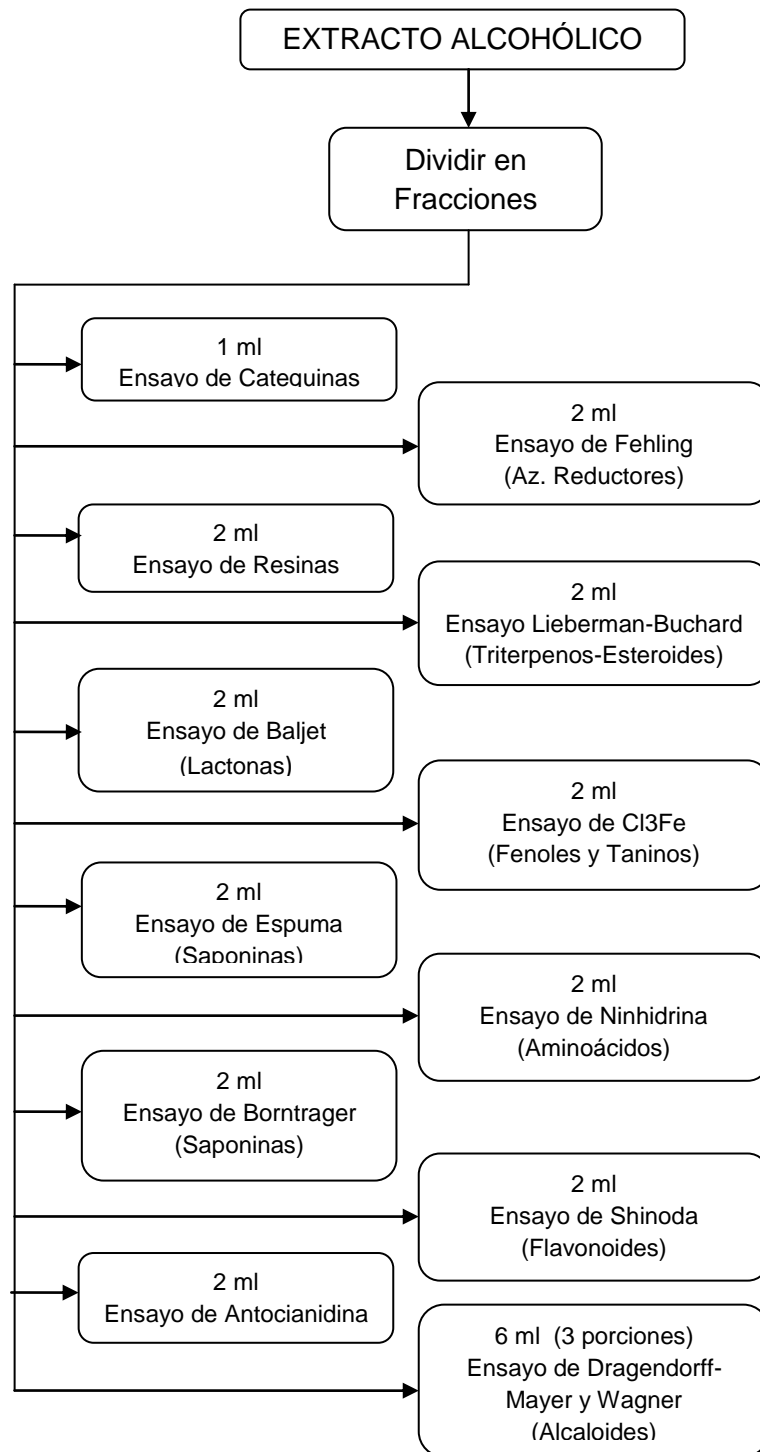 EXTRACTO ALCOHÓLICO
Dividir en
Fracciones
1 ml
Ensayo de Catequinas
2 ml
Ensayo de Fehling
(Az. Reductores)
2 ml
Ensayo de Resinas
2 ml
Ensayo Lieberman-Buchard
(Triterpenos-Esteroides)
2 ml
Ensayo de Baljet
(Lactonas)
2 ml
Ensayo de Cl3Fe
(Fenoles y Taninos)
2 ml
Ensayo de Espuma
(Saponinas)
2 ml
Ensayo de Ninhidrina
(Aminoácidos)
2 ml
Ensayo de Borntrager
(Saponinas)
2 ml
Ensayo de Shinoda
(Flavonoides)
2 ml
Ensayo de Antocianidina
6 ml (3 porciones)
Ensayo de Dragendorff-
Mayer y Wagner
(Alcaloides)